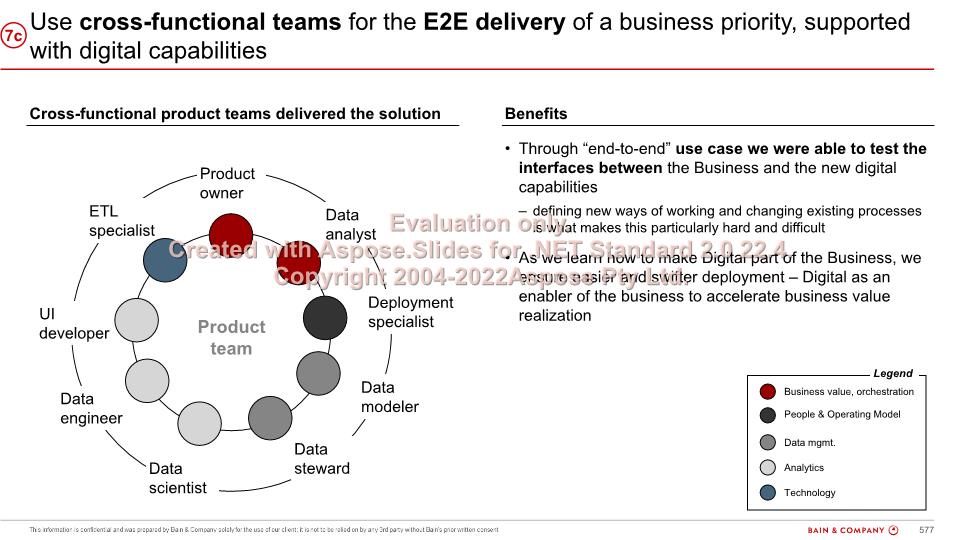 7c
Use cross-functional teams for the E2E delivery of a business priority, supported
with digital capabilities
Cross-functional product teams delivered the solution
Product
owner
ETL
specialist
Data
analyst
UI
developer
Deployment
specialist
Product
team
Data
engineer
Data
modeler
Data
steward
Data
scientist
Benefits
• Through “end-to-end” use case we were able to test the
interfaces between the Business and the new digital
capabilities
– defining new ways of working and changing existing processes
is what makes this particularly hard and difficult
• As we learn how to make Digital part of the Business, we
ensure easier and swifter deployment – Digital as an
enabler of the business to accelerate business value
realization
Evaluation only.
Created with Aspose.Slides for .NET Standard 2.0 22.4.
Copyright 2004-2022Aspose Pty Ltd.
Legend
Business value, orchestration
People & Operating Model
Data mgmt.
Analytics
Technology
This information is confidential and was prepared by Bain & Company solely for the use of our client; it is not to be relied on by any 3rd party without Bain's prior written consent
BAIN & COMPANY
577